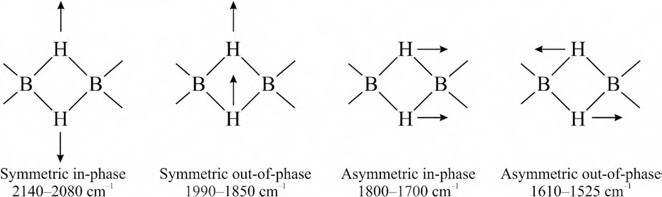 H H H H
B B B B B B B B
H H H H
Symmetric in-phase Symmetric out-of-phase Asymmetric in-phase Asymmetric out-of-phase
2140–2080 cm⁻¹ 1990–1850 cm⁻¹ 1800–1700 cm⁻¹ 1610–1525 cm⁻¹